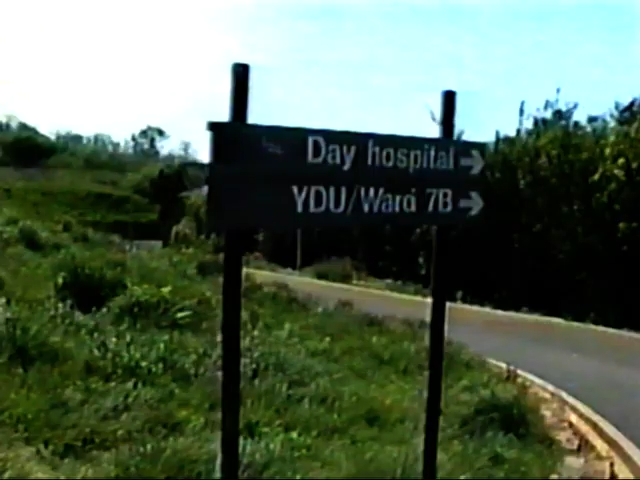 Day hospital →
YDU/Ward 7B →